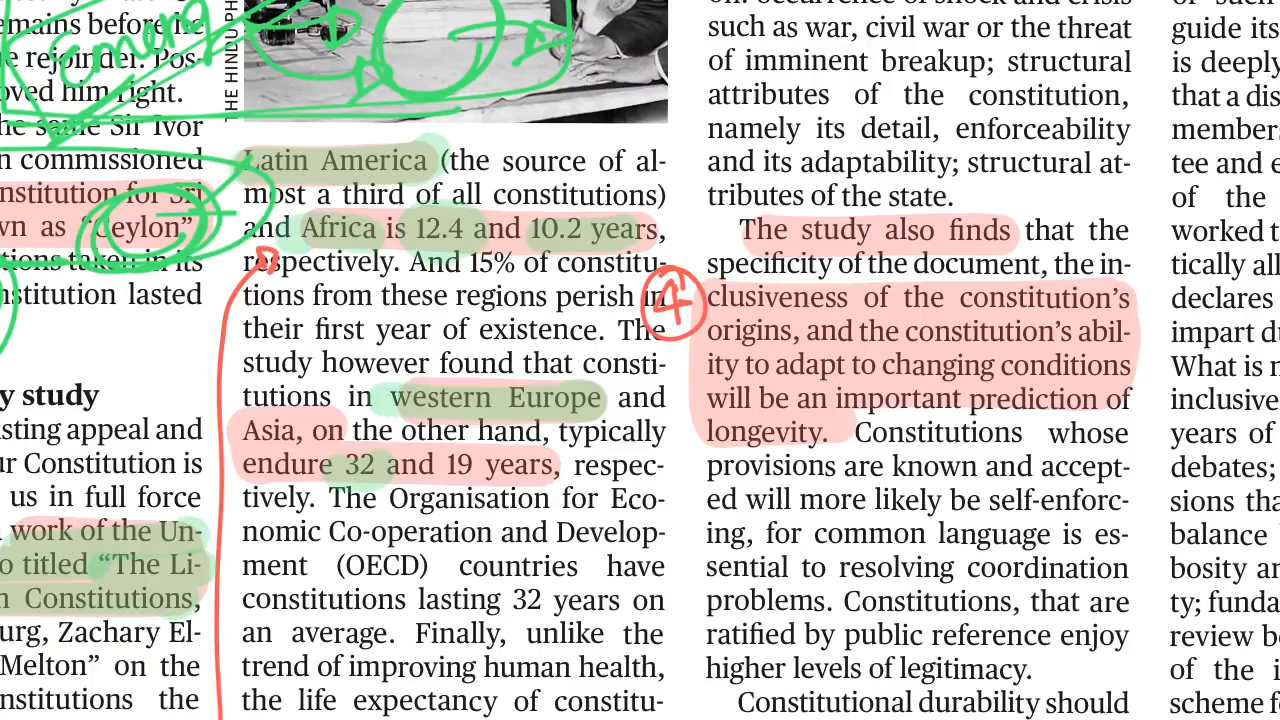 mains before he
e rejoinder. Pos-
oved him right.
he same Sir Ivor
n commissioned
nstitution for Sri
wn as “Ceylon”
tions taken in its
nstitution lasted
y study
sting appeal and
ur Constitution is
us in full force
work of the Un-
o titled “The Li-
n Constitutions,
urg, Zachary El-
Melton” on the
nstitutions the
THE HINDU PH
Latin America (the source of al-
most a third of all constitutions)
and Africa is 12.4 and 10.2 years,
respectively. And 15% of constitu-
tions from these regions perish in
their first year of existence. The
study however found that consti-
tutions in western Europe and
Asia, on the other hand, typically
endure 32 and 19 years, respec-
tively. The Organisation for Eco-
nomic Co-operation and Develop-
ment (OECD) countries have
constitutions lasting 32 years on
an average. Finally, unlike the
trend of improving human health,
the life expectancy of constitu-
4
such as war, civil war or the threat
of imminent breakup; structural
attributes of the constitution,
namely its detail, enforceability
and its adaptability; structural at-
tributes of the state.
The study also finds that the
specificity of the document, the in-
clusiveness of the constitution’s
origins, and the constitution’s abil-
ity to adapt to changing conditions
will be an important prediction of
longevity. Constitutions whose
provisions are known and accept-
ed will more likely be self-enforc-
ing, for common language is es-
sential to resolving coordination
problems. Constitutions, that are
ratified by public reference enjoy
higher levels of legitimacy.
Constitutional durability should
guide its
is deeply
that a dis
members
tee and e
of the
worked t
tically all
declares
impart du
What is n
inclusive
years of
debates;
sions tha
balance
bosity an
ty; funda
review b
of the i
scheme f